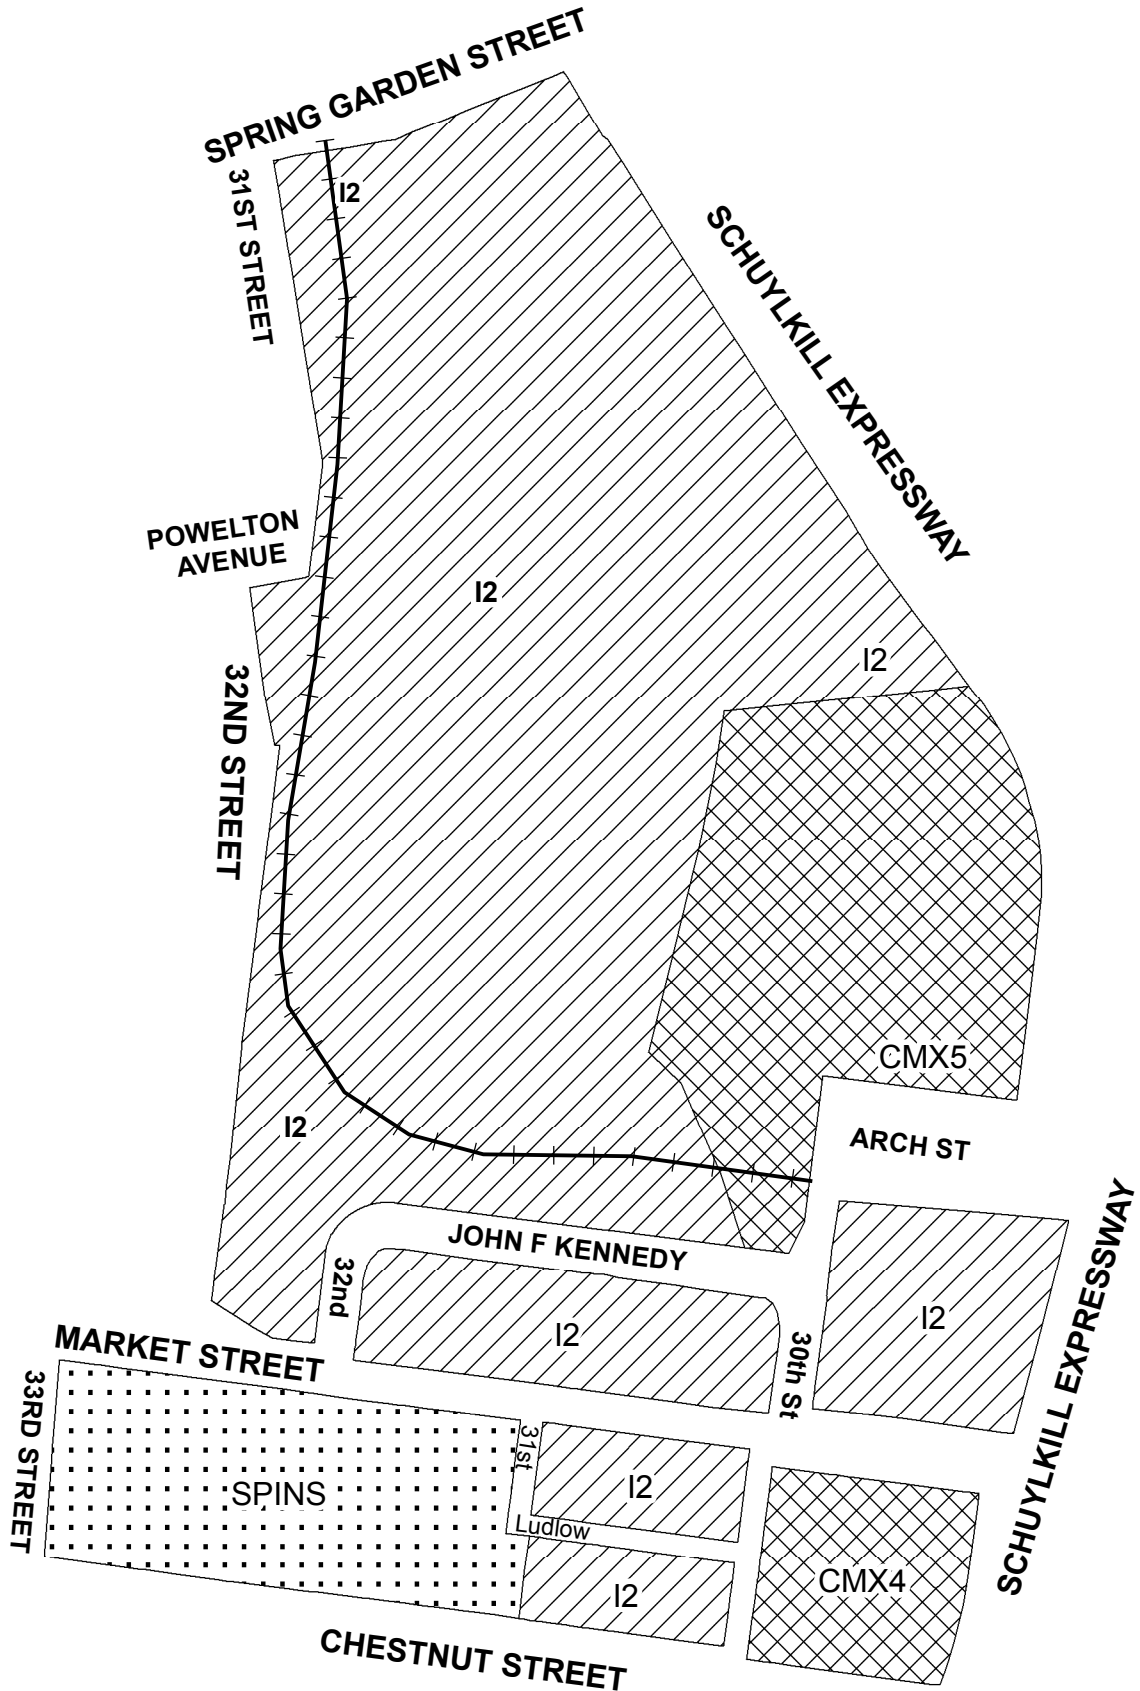 SPRING GARDEN STREET
31ST STREET
I2
SCHUYLKILL EXPRESSWAY
POWELTON
AVENUE
I2
I2
32ND STREET
CMX5
I2
ARCH ST
JOHN F KENNEDY
32nd
I2
I2
30th St
SCHUYLKILL EXPRESSWAY
MARKET STREET
33RD STREET
31st
SPINS
I2
Ludlow
I2
CMX4
CHESTNUT STREET